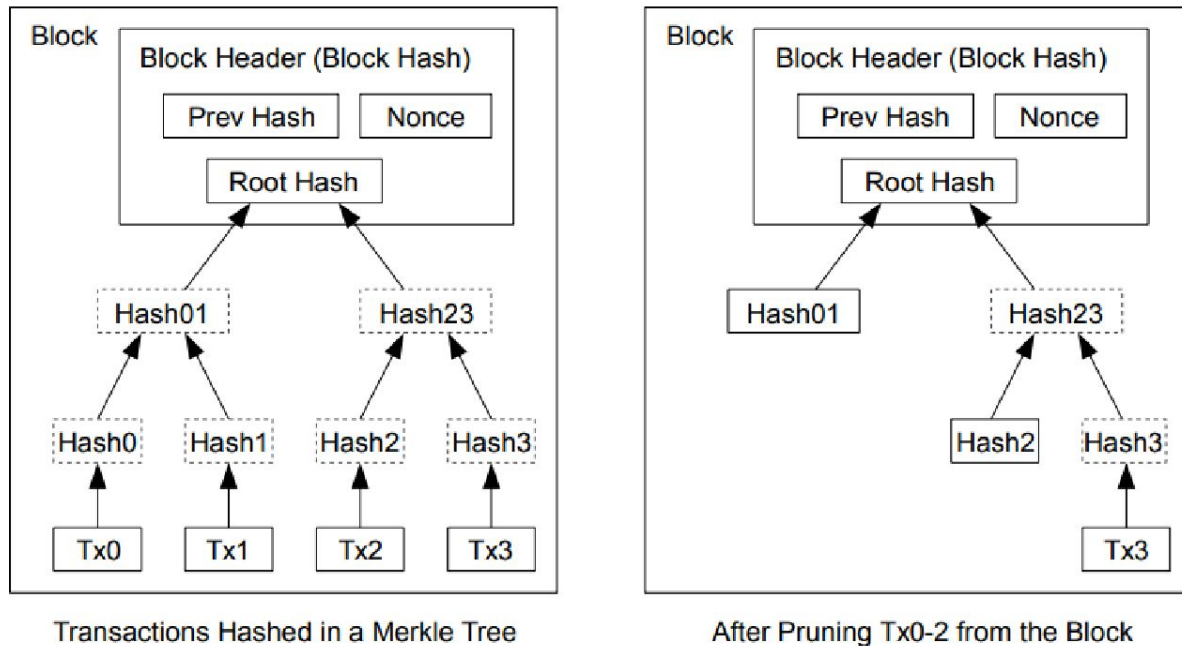 Block
Block Header (Block Hash)
Prev Hash
Nonce
Root Hash
Hash01
Hash23
Hash0
Hash1
Hash2
Hash3
Tx0
Tx1
Tx2
Tx3
Transactions Hashed in a Merkle Tree
Block
Block Header (Block Hash)
Prev Hash
Nonce
Root Hash
Hash01
Hash23
Hash2
Hash3
Tx3
After Pruning Tx0-2 from the Block